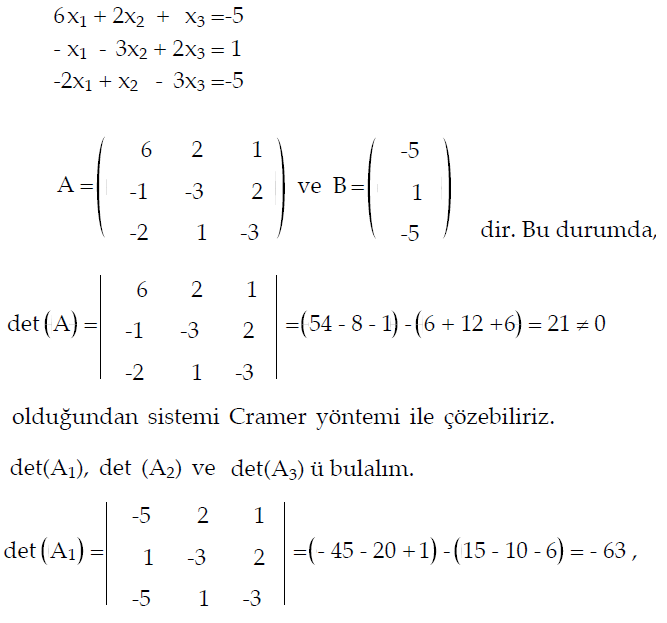 6x₁ + 2x₂ + x₃ =-5
- x₁ - 3x₂ + 2x₃ = 1
-2x₁ + x₂ - 3x₃ =-5
6 2 1 -5
A = -1 -3 2 ve B = 1
-2 1 -3 -5 dir. Bu durumda,
6 2 1
det (A) = -1 -3 2 =(54 - 8 - 1) -(6 + 12 +6) = 21 ≠ 0
-2 1 -3
olduğundan sistemi Cramer yöntemi ile çözebiliriz.
det(A₁), det (A₂) ve det(A₃) ü bulalım.
-5 2 1
det (A₁) = 1 -3 2 =(- 45 - 20 +1) -(15 - 10 - 6) = - 63 ,
-5 1 -3